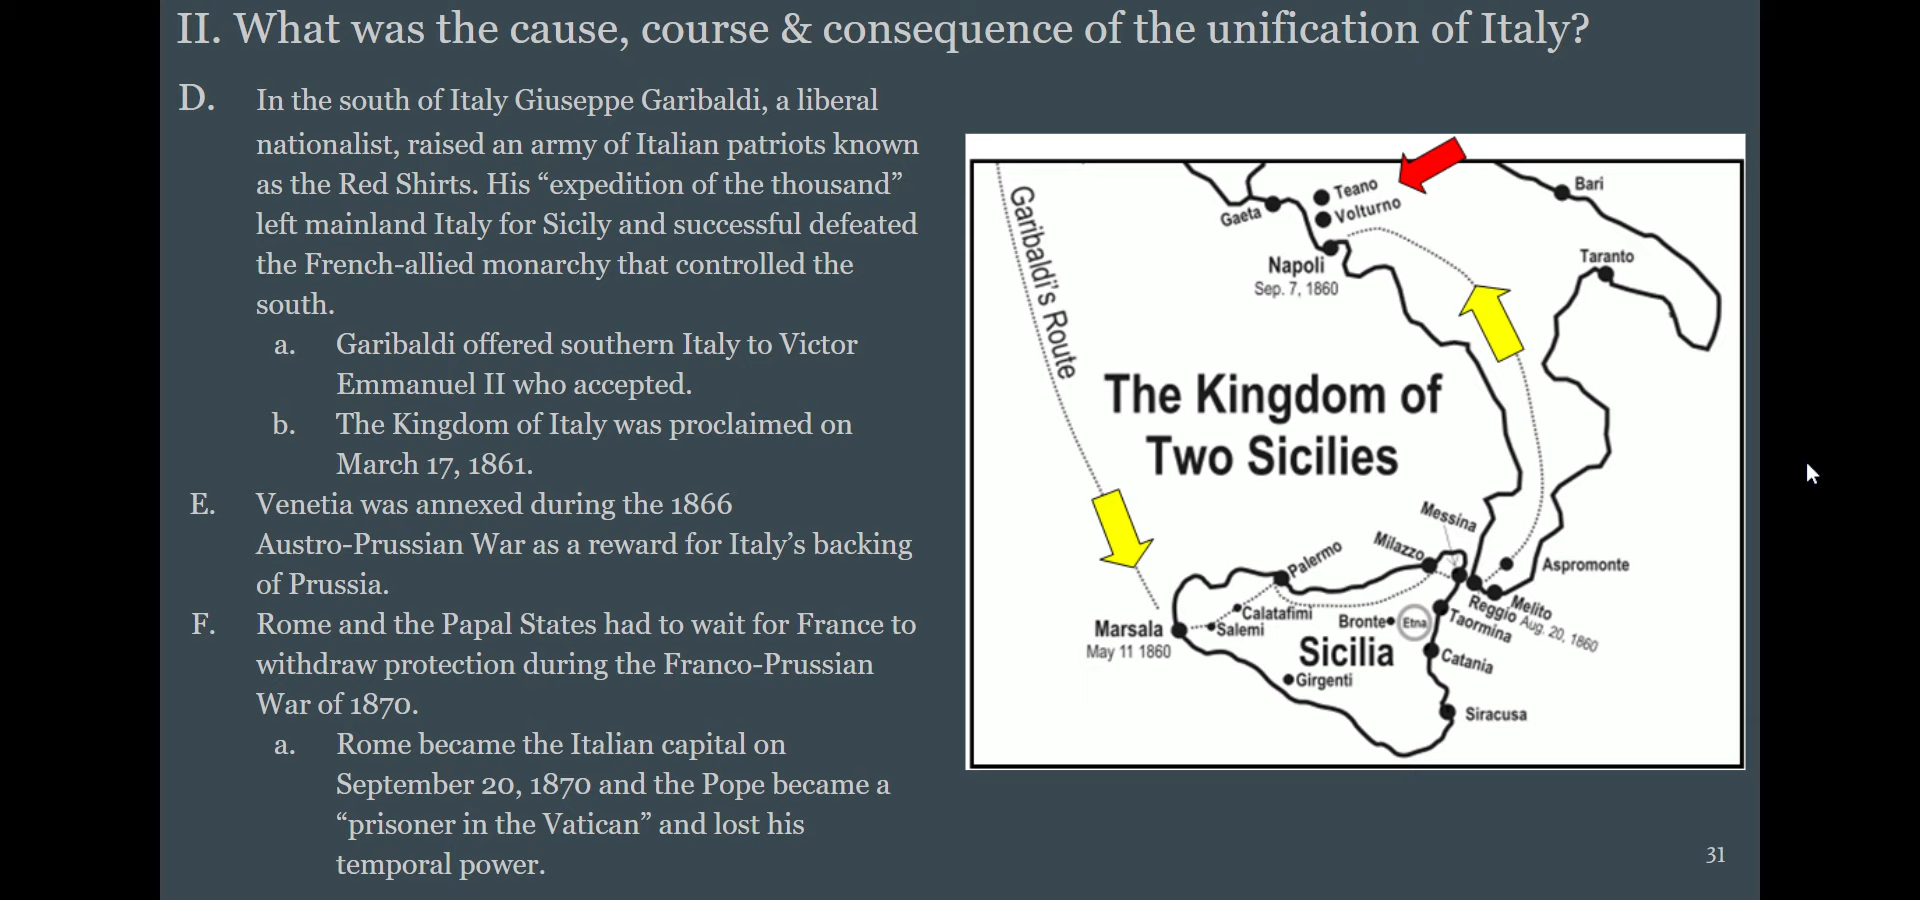 II. What was the cause, course & consequence of the unification of Italy?
D. In the south of Italy Giuseppe Garibaldi, a liberal
nationalist, raised an army of Italian patriots known
as the Red Shirts. His “expedition of the thousand”
left mainland Italy for Sicily and successful defeated
the French-allied monarchy that controlled the
south.
a. Garibaldi offered southern Italy to Victor
Emmanuel II who accepted.
b. The Kingdom of Italy was proclaimed on
March 17, 1861.
E. Venetia was annexed during the 1866
Austro-Prussian War as a reward for Italy’s backing
of Prussia.
F. Rome and the Papal States had to wait for France to
withdraw protection during the Franco-Prussian
War of 1870.
a. Rome became the Italian capital on
September 20, 1870 and the Pope became a
“prisoner in the Vatican” and lost his
temporal power.
Garibaldi's Route
Gaeta
Teano
Volturno
Bari
Napoli
Sep. 7, 1860
Taranto
The Kingdom of
Two Sicilies
Messina
Milazzo
Palermo
Aspromonte
Calatafimi
Salemi
Marsala
May 11 1860
Bronte
Etna
Melito
Reggio Aug. 20, 1860
Taormina
Sicilia
Catania
Girgenti
Siracusa
31